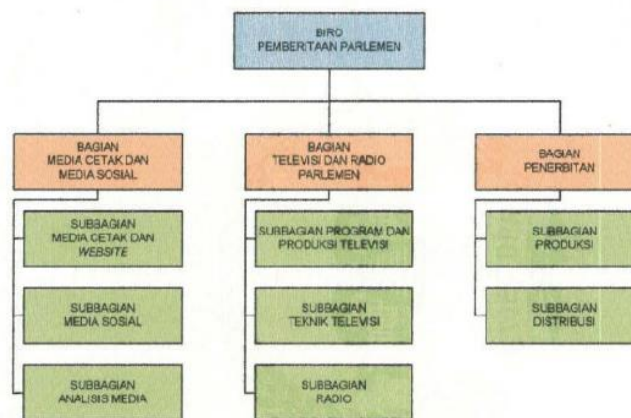 BIRO
PEMBERITAAN PARLEMEN
BAGIAN
MEDIA CETAK DAN
MEDIA SOSIAL
BAGIAN
TELEVISI DAN RADIO
PARLEMEN
BAGIAN
PENERBITAN
SUBBAGIAN
MEDIA CETAK DAN
WEBSITE
SUBBAGIAN PROGRAM DAN
PRODUKSI TELEVISI
SUBBAGIAN
PRODUKSI
SUBBAGIAN
MEDIA SOSIAL
SUBBAGIAN
TEKNIK TELEVISI
SUBBAGIAN
DISTRIBUSI
SUBBAGIAN
ANALISIS MEDIA
SUBBAGIAN
RADIO